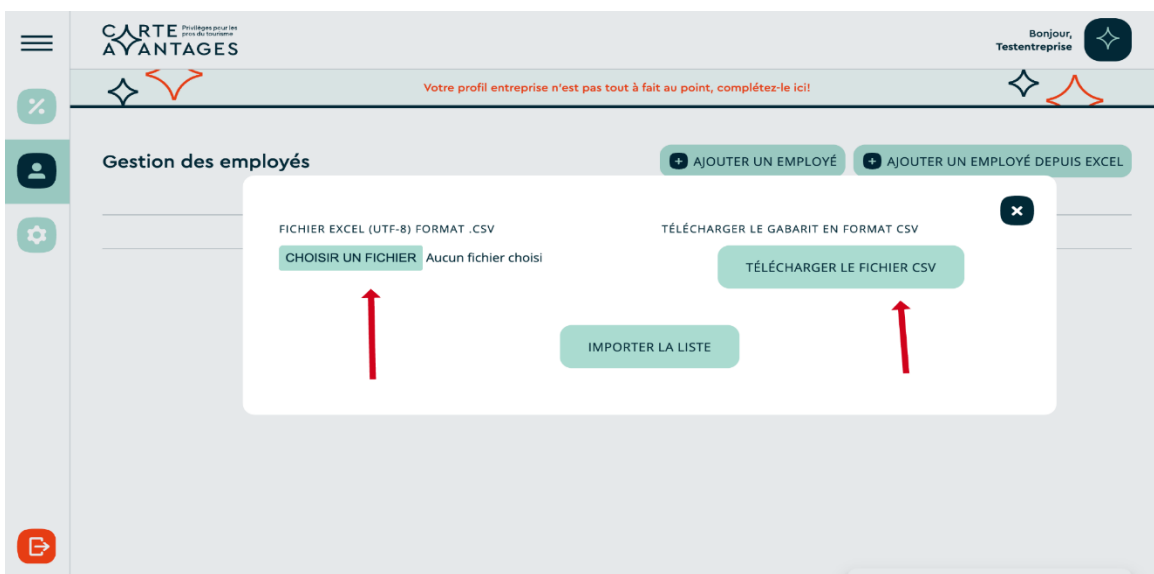 CARTE Privilèges pour les
pros du tourisme
AVANTAGES
Bonjour,
Testentreprise
Votre profil entreprise n'est pas tout à fait au point, complétez-le ici!
Gestion des employés
AJOUTER UN EMPLOYÉ
AJOUTER UN EMPLOYÉ DEPUIS EXCEL
FICHIER EXCEL (UTF-8) FORMAT .CSV
CHOISIR UN FICHIER Aucun fichier choisi
TÉLÉCHARGER LE GABARIT EN FORMAT CSV
TÉLÉCHARGER LE FICHIER CSV
IMPORTER LA LISTE